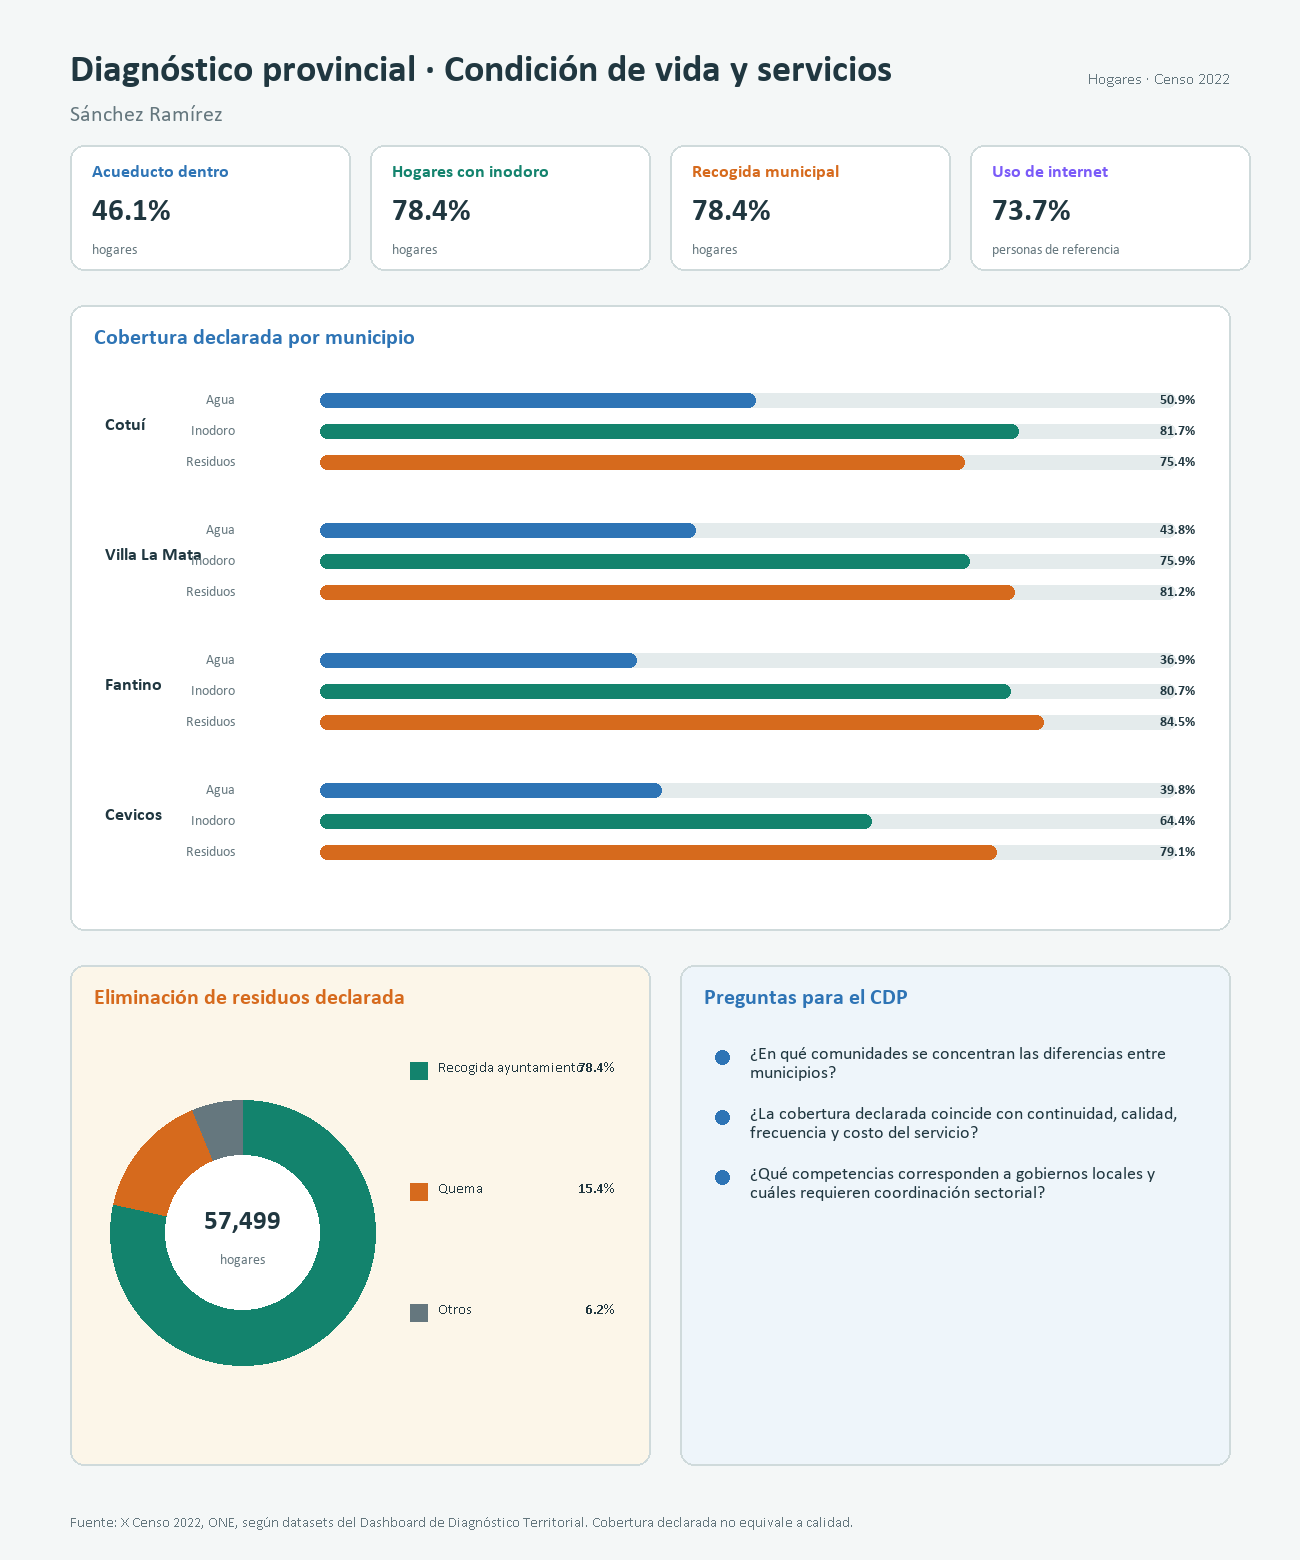 Diagnóstico provincial · Condición de vida y servicios
Hogares · Censo 2022
Sánchez Ramírez
Acueducto dentro
46.1%
hogares
Hogares con inodoro
78.4%
hogares
Recogida municipal
78.4%
hogares
Uso de internet
73.7%
personas de referencia
Cobertura declarada por municipio
Cotuí
Agua 50.9%
Inodoro 81.7%
Residuos 75.4%
Villa La Mata
Agua 43.8%
Inodoro 75.9%
Residuos 81.2%
Fantino
Agua 36.9%
Inodoro 80.7%
Residuos 84.5%
Cevicos
Agua 39.8%
Inodoro 64.4%
Residuos 79.1%
Eliminación de residuos declarada
Recogida ayuntamiento 78.4%
Quema 15.4%
Otros 6.2%
57,499
hogares
Preguntas para el CDP
¿En qué comunidades se concentran las diferencias entre
municipios?
¿La cobertura declarada coincide con continuidad, calidad,
frecuencia y costo del servicio?
¿Qué competencias corresponden a gobiernos locales y
cuáles requieren coordinación sectorial?
Fuente: X Censo 2022, ONE, según datasets del Dashboard de Diagnóstico Territorial. Cobertura declarada no equivale a calidad.